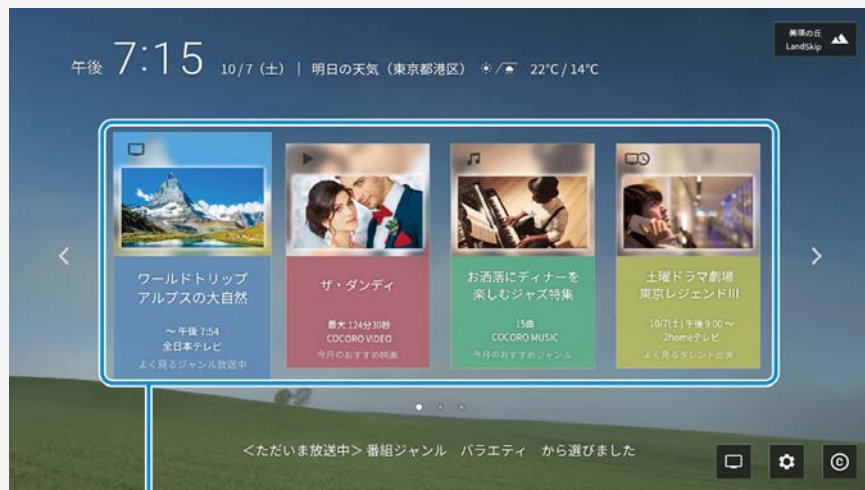 午後 7:15 10/7（土）| 明日の天気（東京都港区） 22℃/14℃
美瑛の丘
LandSkip
ワールドトリップ
アルプスの大自然
～午後 7:54
全日本テレビ
よく見るジャンル放送中
ザ・ダンディ
最大 124分30秒
COCORO VIDEO
今月のおすすめ映画
お洒落にディナーを
楽しむジャズ特集
15曲
COCORO MUSIC
今月のおすすめジャンル
土曜ドラマ劇場
東京レジェンドIII
10/7(土) 午後 9:00 ～
2homeテレビ
よく見るタレント出演
＜ただいま放送中＞ 番組ジャンル バラエティ から選びました
©